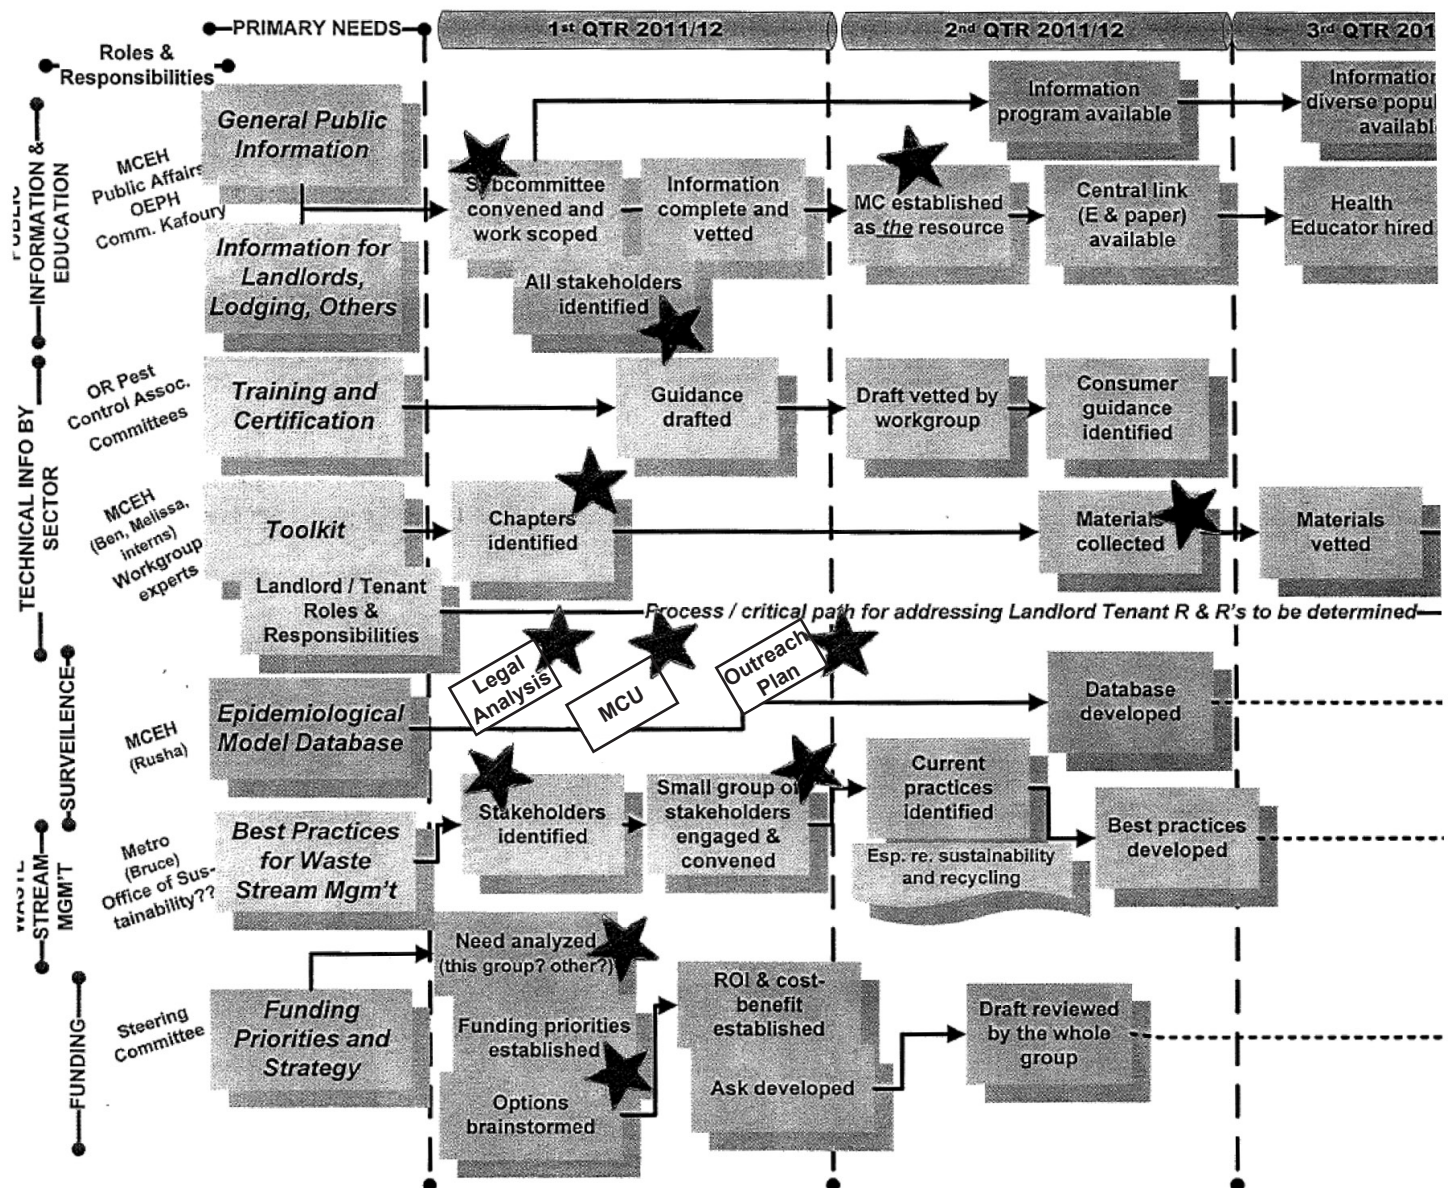 PRIMARY NEEDS
1st QTR 2011/12
2nd QTR 2011/12
3rd QTR 201
Roles &
Responsibilities
INFORMATION &
EDUCATION
MCEH
Public Affairs
OEPH
Comm. Kafoury
General Public
Information
Information for
Landlords,
Lodging, Others
Subcommittee
convened and
work scoped
Information
complete and
vetted
All stakeholders
identified
Information
program available
MC established
as the resource
Central link
(E & paper)
available
Information
diverse popu
availabl
Health
Educator hired
TECHNICAL INFO BY
SECTOR
OR Pest
Control Assoc.
Committees
Training and
Certification
Guidance
drafted
Draft vetted by
workgroup
Consumer
guidance
identified
MCEH
(Ben, Melissa,
interns)
Workgroup
experts
Toolkit
Chapters
identified
Materials
collected
Materials
vetted
Landlord / Tenant
Roles &
Responsibilities
Process / critical path for addressing Landlord Tenant R & R's to be determined
Legal
Analysis
MCU
Outreach
Plan
SURVEILENCE
MCEH
(Rusha)
Epidemiological
Model Database
Database
developed
STREAM
MGM'T
Metro
(Bruce)
Office of Sus-
tainability??
Best Practices
for Waste
Stream Mgm't
Stakeholders
identified
Small group of
stakeholders
engaged &
convened
Current
practices
identified
Esp. re. sustainability
and recycling
Best practices
developed
FUNDING
Steering
Committee
Funding
Priorities and
Strategy
Need analyzed
(this group? other?)
Funding priorities
established
Options
brainstormed
ROI & cost-
benefit
established
Ask developed
Draft reviewed
by the whole
group